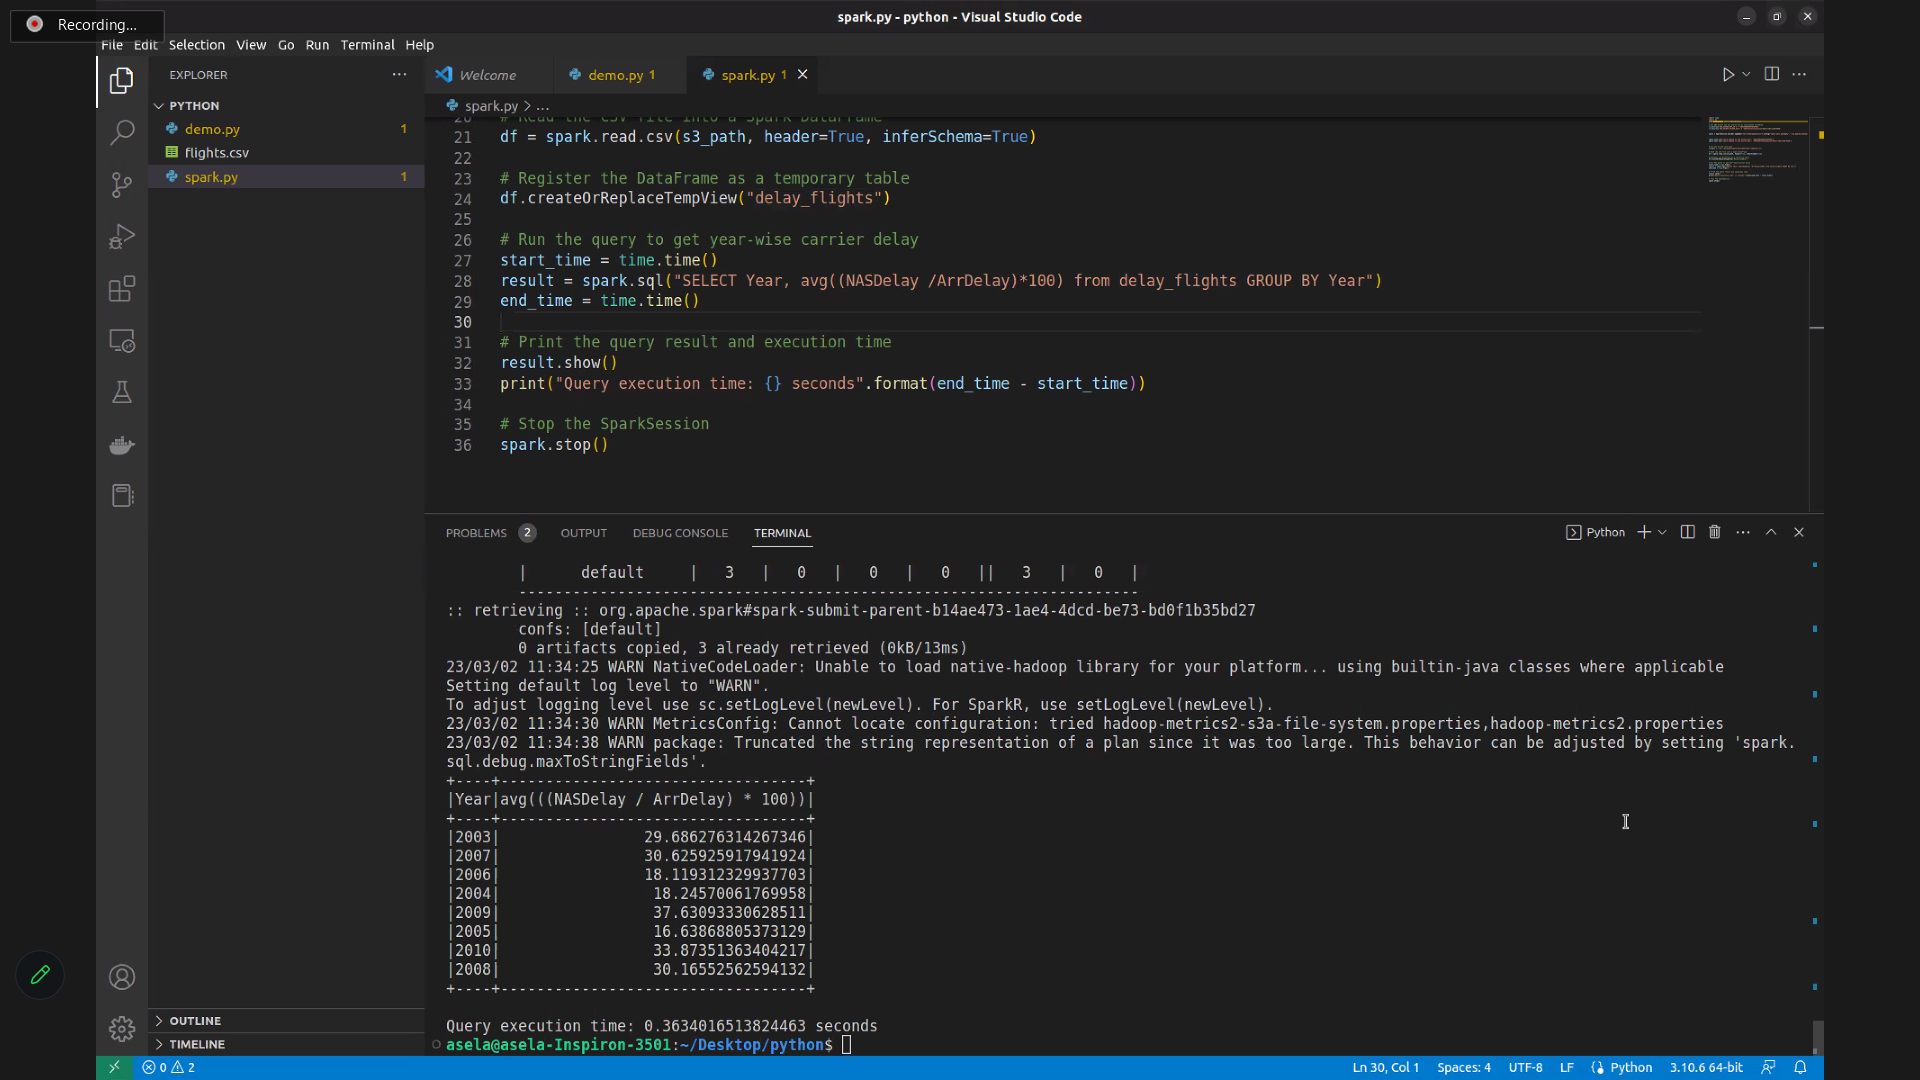 Recording...
spark.py - python - Visual Studio Code
File Edit Selection View Go Run Terminal Help
EXPLORER
PYTHON
demo.py 1
flights.csv
spark.py 1
OUTLINE
TIMELINE
Welcome
demo.py 1
spark.py 1
spark.py > ...
20 # Read the CSV file into a Spark DataFrame
21 df = spark.read.csv(s3_path, header=True, inferSchema=True)
22
23 # Register the DataFrame as a temporary table
24 df.createOrReplaceTempView("delay_flights")
25
26 # Run the query to get year-wise carrier delay
27 start_time = time.time()
28 result = spark.sql("SELECT Year, avg((NASDelay /ArrDelay)*100) from delay_flights GROUP BY Year")
29 end_time = time.time()
30
31 # Print the query result and execution time
32 result.show()
33 print("Query execution time: {} seconds".format(end_time - start_time))
34
35 # Stop the SparkSession
36 spark.stop()
PROBLEMS 2 OUTPUT DEBUG CONSOLE TERMINAL
Python
| default | 3 | 0 | 0 | 0 || 3 | 0 |
---------------------------------------------------------------------
:: retrieving :: org.apache.spark#spark-submit-parent-b14ae473-1ae4-4dcd-be73-bd0f1b35bd27
confs: [default]
0 artifacts copied, 3 already retrieved (0kB/13ms)
23/03/02 11:34:25 WARN NativeCodeLoader: Unable to load native-hadoop library for your platform... using builtin-java classes where applicable
Setting default log level to "WARN".
To adjust logging level use sc.setLogLevel(newLevel). For SparkR, use setLogLevel(newLevel).
23/03/02 11:34:30 WARN MetricsConfig: Cannot locate configuration: tried hadoop-metrics2-s3a-file-system.properties,hadoop-metrics2.properties
23/03/02 11:34:38 WARN package: Truncated the string representation of a plan since it was too large. This behavior can be adjusted by setting 'spark.
sql.debug.maxToStringFields'.
+----+----------------------------------+
|Year|avg(((NASDelay / ArrDelay) * 100))|
+----+----------------------------------+
|2003| 29.686276314267346|
|2007| 30.625925917941924|
|2006| 18.119312329937703|
|2004| 18.24570061769958|
|2009| 37.63093330628511|
|2005| 16.63868805373129|
|2010| 33.87351363404217|
|2008| 30.16552562594132|
+----+----------------------------------+
Query execution time: 0.3634016513824463 seconds
asela@asela-Inspiron-3501:~/Desktop/python$
0 2
Ln 30, Col 1 Spaces: 4 UTF-8 LF Python 3.10.6 64-bit